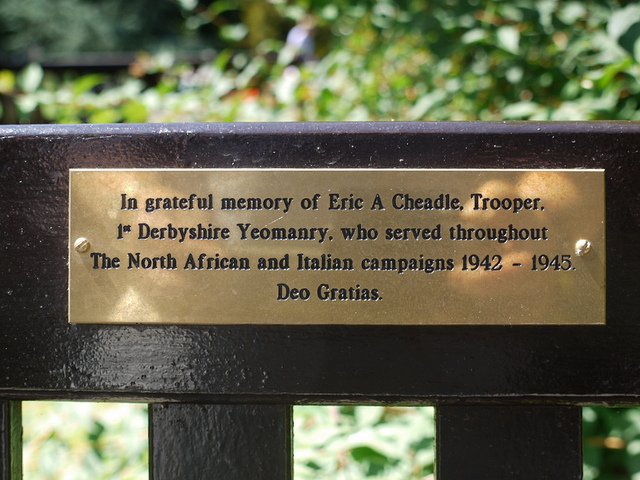 In grateful memory of Eric A Cheadle, Trooper,
1st Derbyshire Yeomanry, who served throughout
The North African and Italian campaigns 1942 - 1945.
Deo Gratias.